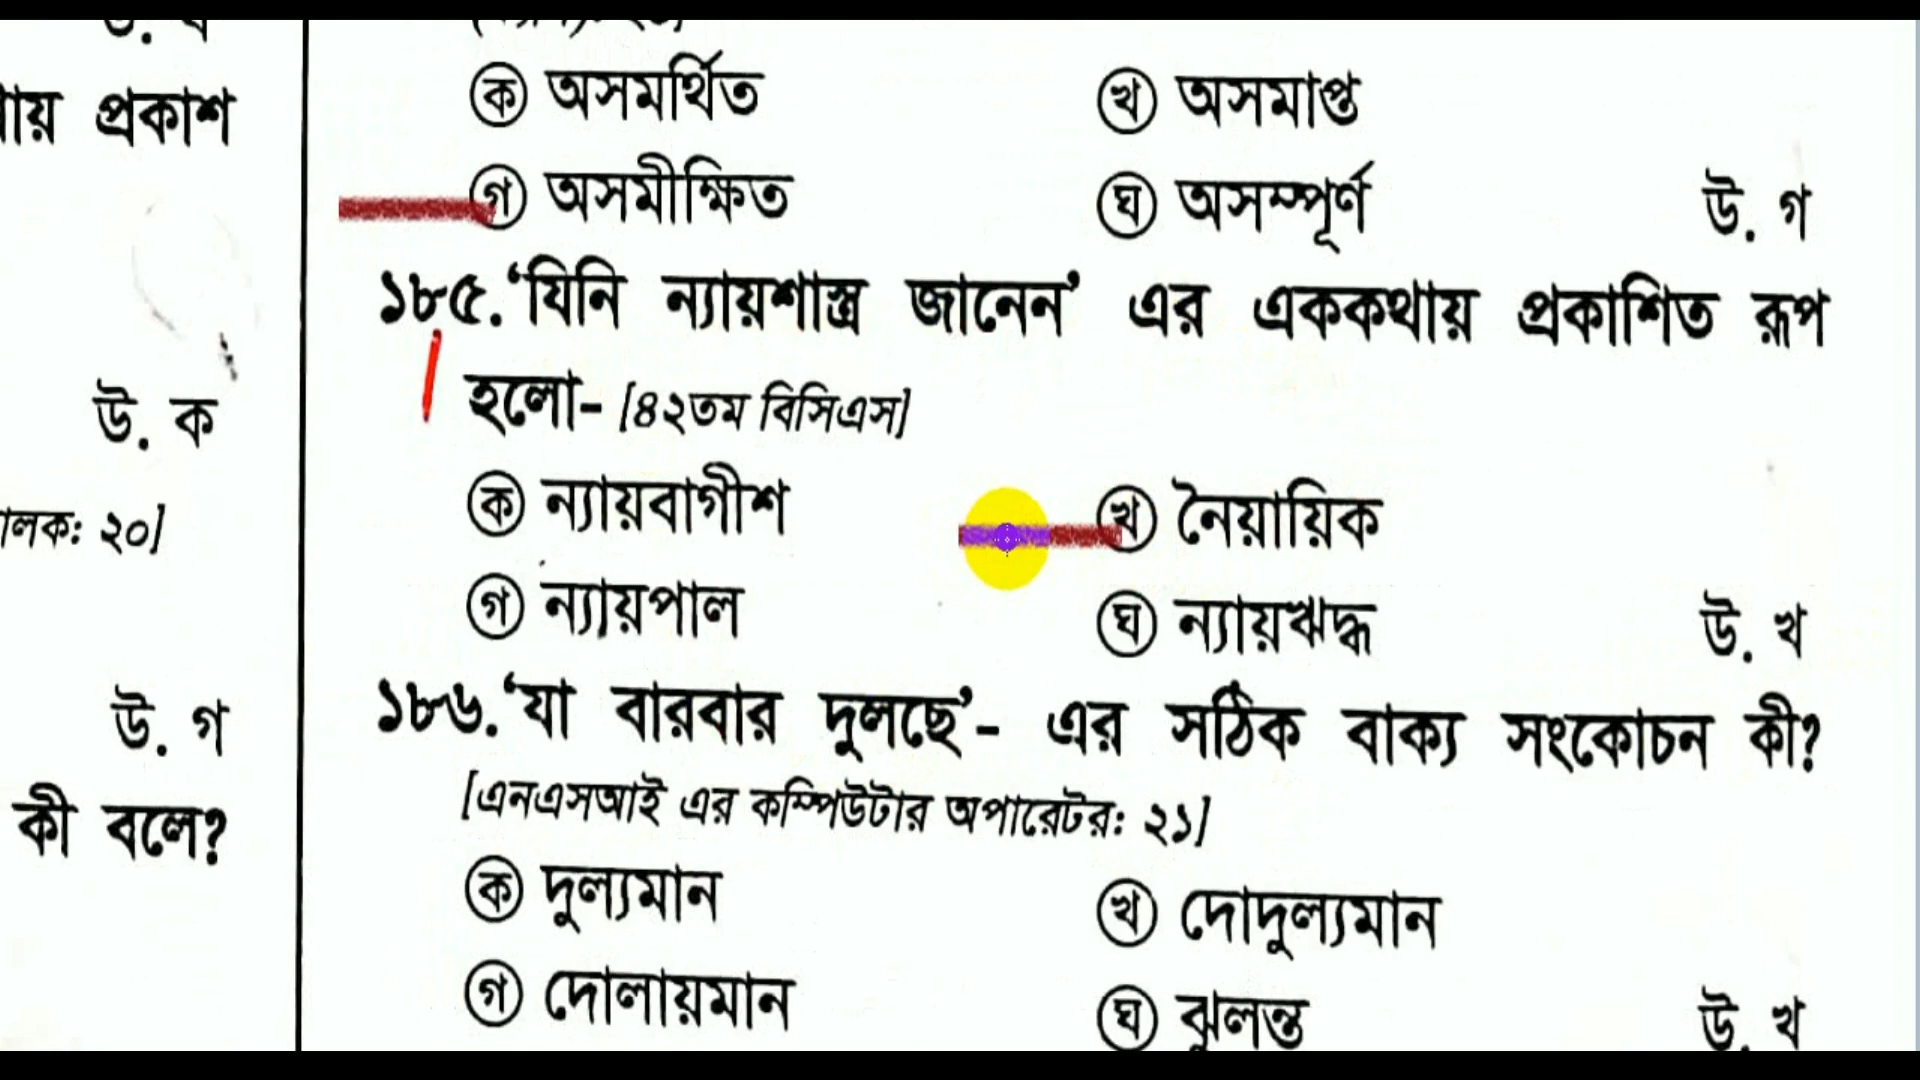 য় প্রকাশ
উ. ক
লক: ২০]
উ. গ
কী বলে?
ক অসমর্থিত
খ অসমাপ্ত
গ অসমীক্ষিত
ঘ অসম্পূর্ণ
উ. গ
১৮৫. ‘যিনি ন্যায়শাস্ত্র জানেন’ এর এককথায় প্রকাশিত রূপ
হলো- [৪২তম বিসিএস]
ক ন্যায়বাগীশ
খ নৈয়ায়িক
গ ন্যায়পাল
ঘ ন্যায়ঋদ্ধ
উ. খ
১৮৬. ‘যা বারবার দুলছে’- এর সঠিক বাক্য সংকোচন কী?
[এনএসআই এর কম্পিউটার অপারেটর: ২১]
ক দুল্যমান
খ দোদুল্যমান
গ দোলায়মান
ঘ ঝুলন্ত
উ. খ